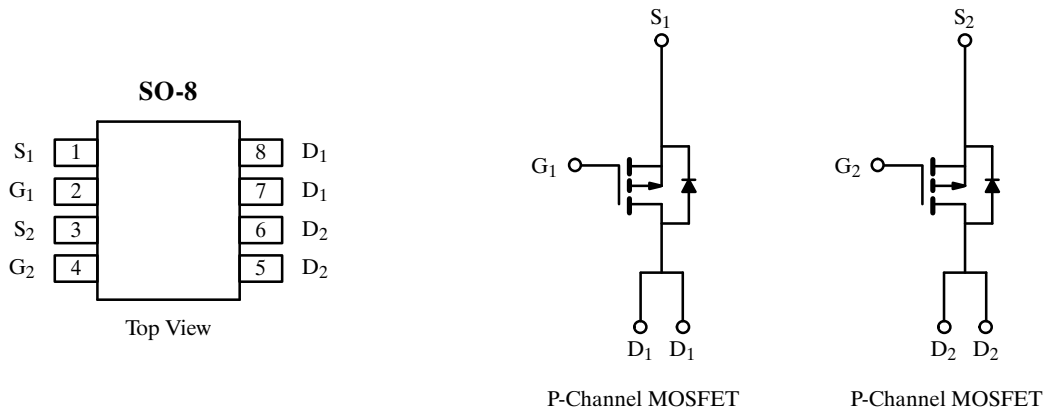 SO-8
S1 1 8 D1
G1 2 7 D1
S2 3 6 D2
G2 4 5 D2
Top View
S1
G1
D1 D1
P-Channel MOSFET
S2
G2
D2 D2
P-Channel MOSFET